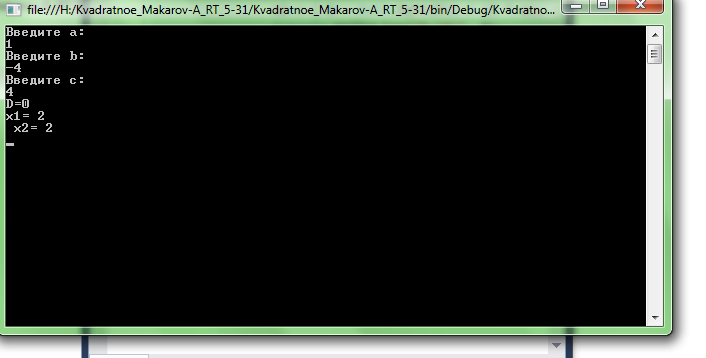 file:///H:/Kvadratnoe_Makarov-A_RT_5-31/Kvadratnoe_Makarov-A_RT_5-31/bin/Debug/Kvadratno...
Введите a:
1
Введите b:
-4
Введите c:
4
D=0
x1= 2
 x2= 2